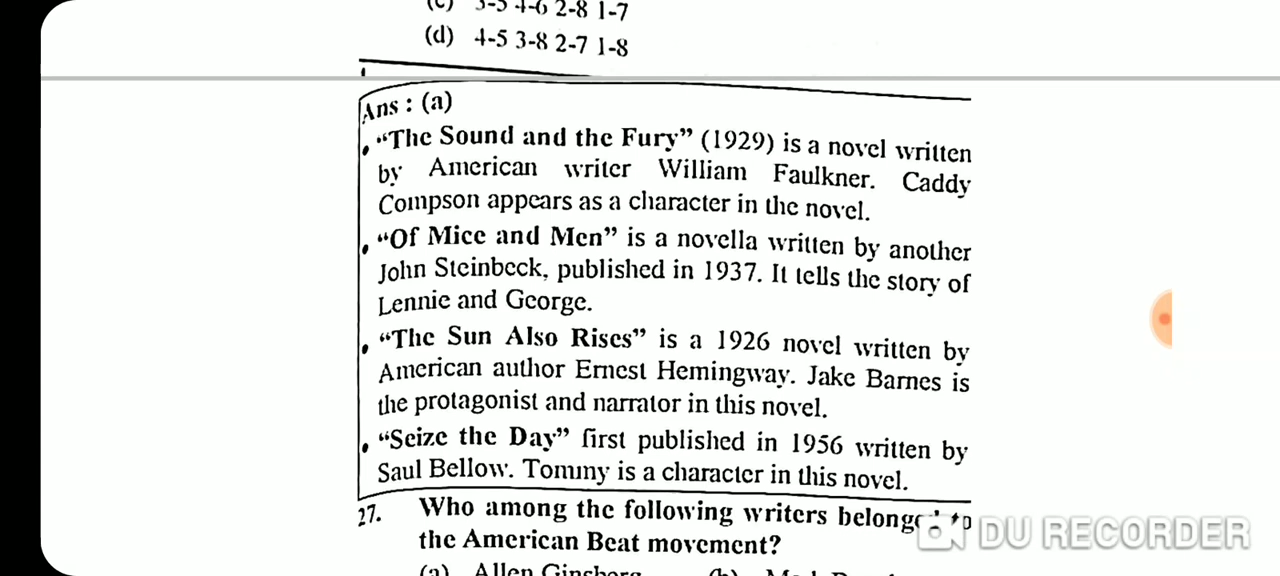 (c) 3-5 4-6 2-8 1-7
(d) 4-5 3-8 2-7 1-8
Ans : (a)
“The Sound and the Fury” (1929) is a novel written
by American writer William Faulkner. Caddy
Compson appears as a character in the novel.
“Of Mice and Men” is a novella written by another
John Steinbeck, published in 1937. It tells the story of
Lennie and George.
“The Sun Also Rises” is a 1926 novel written by
American author Ernest Hemingway. Jake Barnes is
the protagonist and narrator in this novel.
“Seize the Day” first published in 1956 written by
Saul Bellow. Tommy is a character in this novel.
27. Who among the following writers belonged to
the American Beat movement?
(a) Allen Ginsberg (b) Mark
DU RECORDER